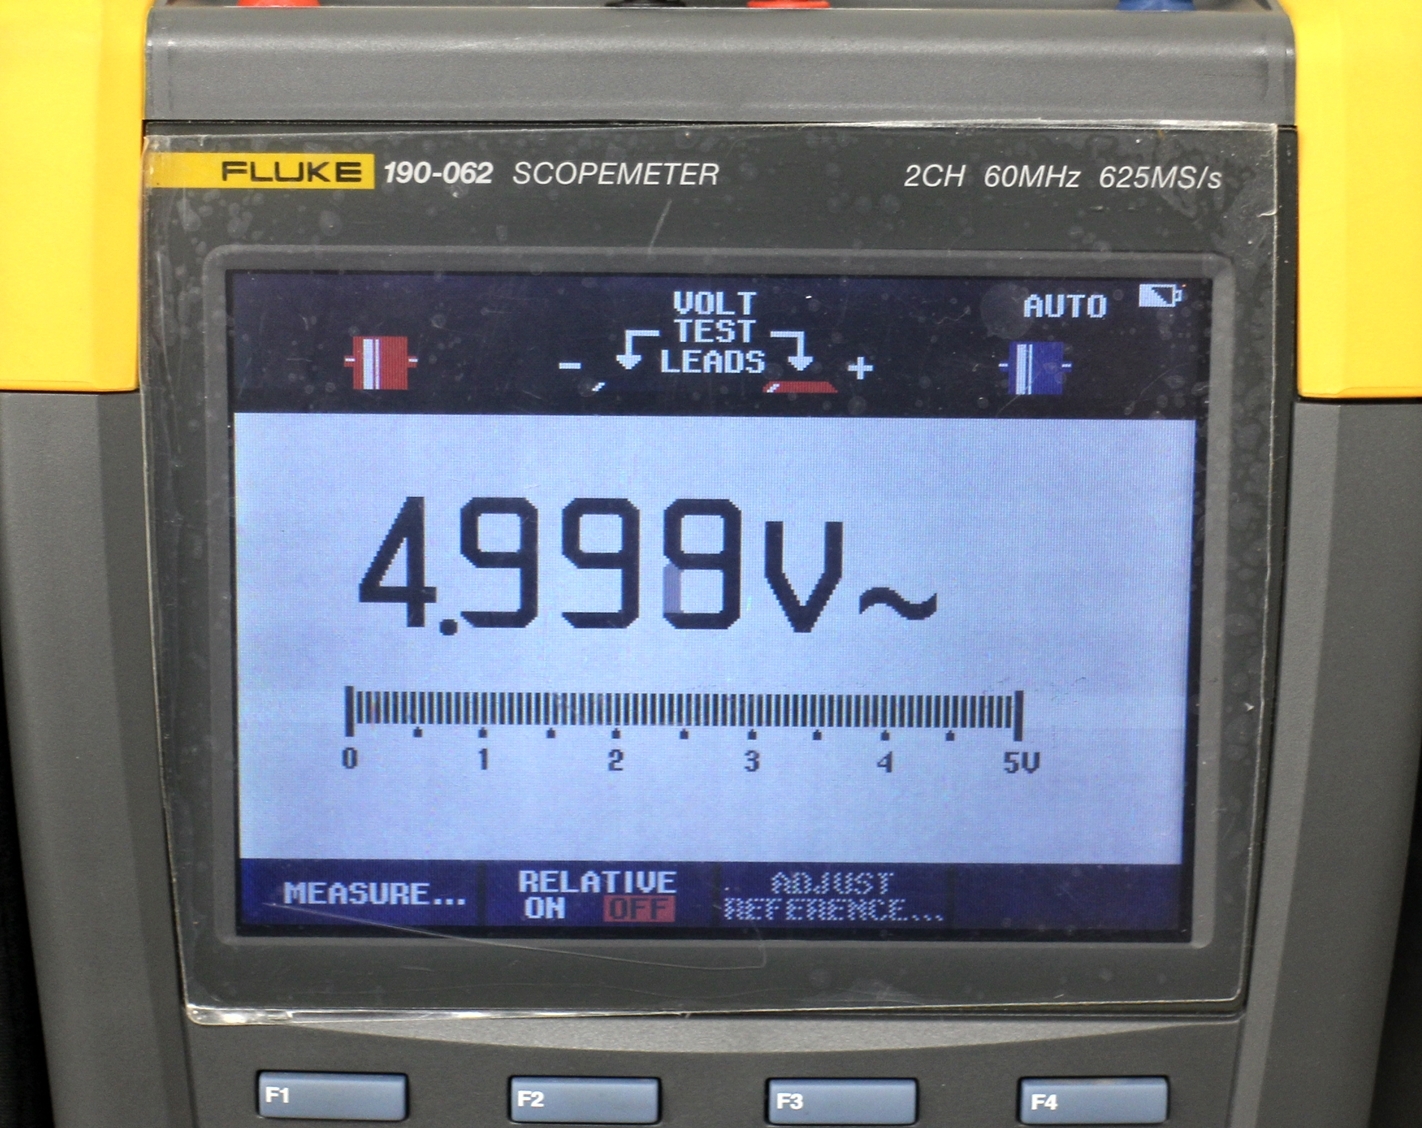 FLUKE 190-062 SCOPEMETER 2CH 60MHz 625MS/s
VOLT
TEST
LEADS
AUTO
- +
4.999V~
0 1 2 3 4 5V
MEASURE...
RELATIVE
ON OFF
ADJUST
REFERENCE...
F1 F2 F3 F4